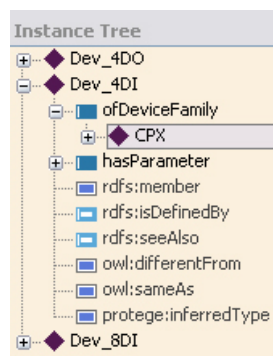 Instance Tree
Dev_4DO
Dev_4DI
ofDeviceFamily
CPX
hasParameter
rdfs:member
rdfs:isDefinedBy
rdfs:seeAlso
owl:differentFrom
owl:sameAs
protege:inferredType
Dev_8DI